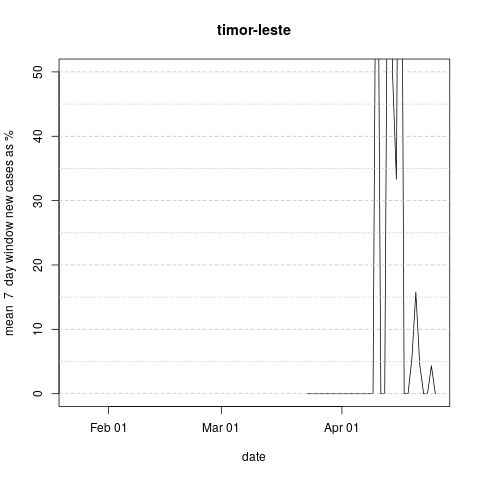 timor-leste
mean  7  day window new cases as %
50
40
30
20
10
0
Feb 01
Mar 01
Apr 01
date